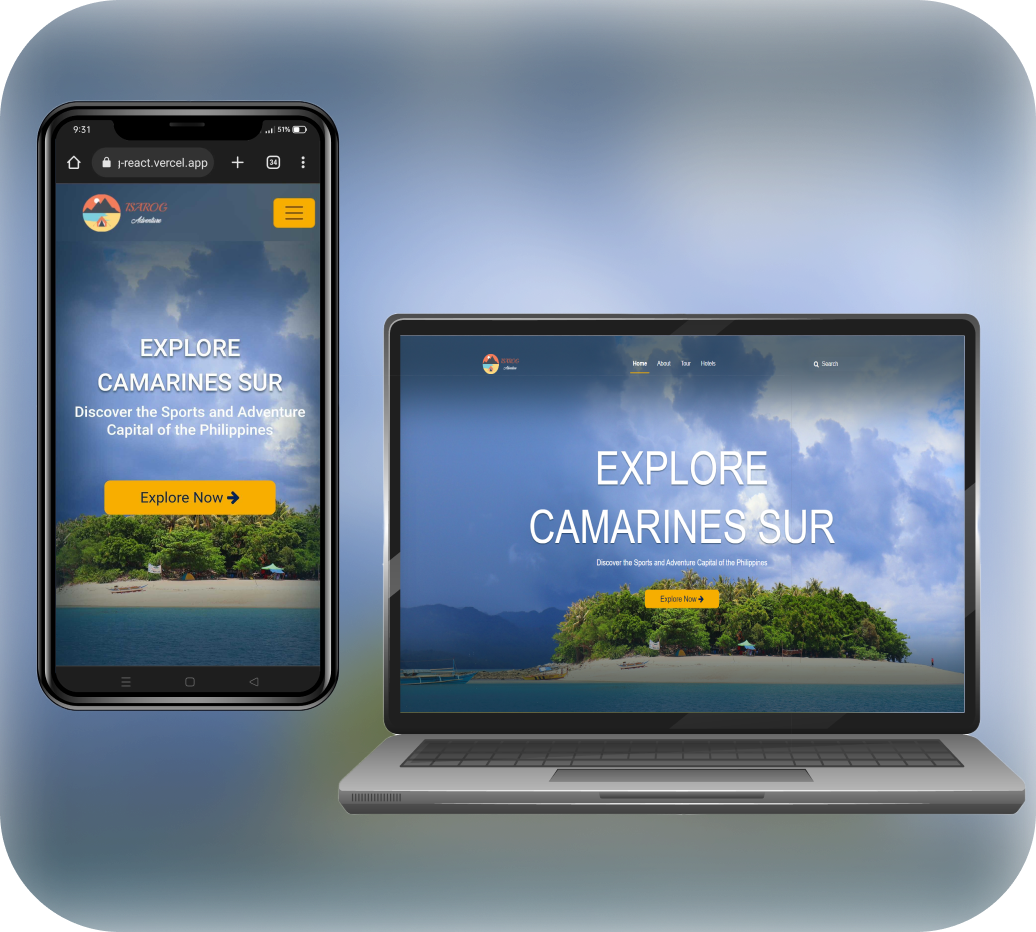 9:31
51%
g-react.vercel.app
34
ISAROG
Adventure
EXPLORE
CAMARINES SUR
Discover the Sports and Adventure
Capital of the Philippines
Explore Now
ISAROG
Adventure
Home About Tour Hotels
Search
EXPLORE
CAMARINES SUR
Discover the Sports and Adventure Capital of the Philippines
Explore Now